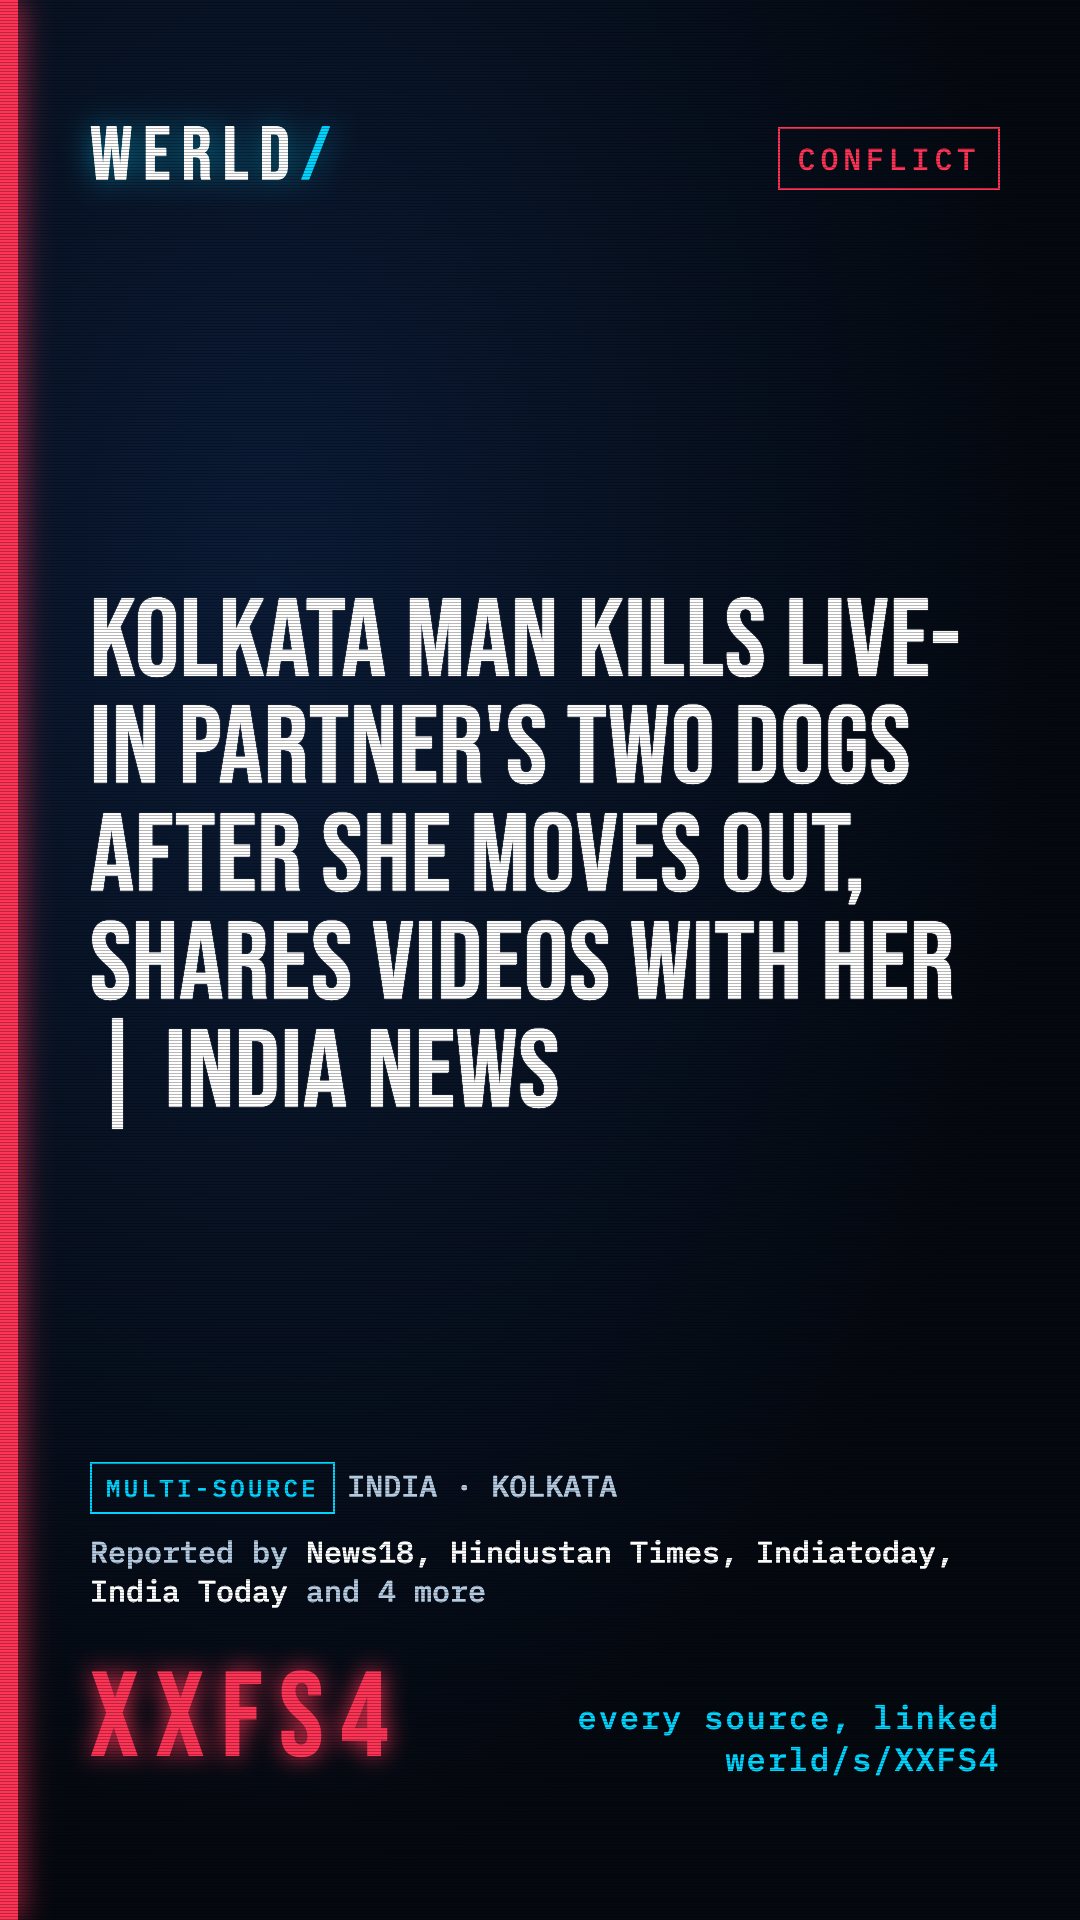 WERLD/
CONFLICT
KOLKATA MAN KILLS LIVE-
IN PARTNER'S TWO DOGS
AFTER SHE MOVES OUT,
SHARES VIDEOS WITH HER
| INDIA NEWS
MULTI-SOURCE INDIA · KOLKATA
Reported by News18, Hindustan Times, Indiatoday,
India Today and 4 more
XXFS4
every source, linked
werld/s/XXFS4